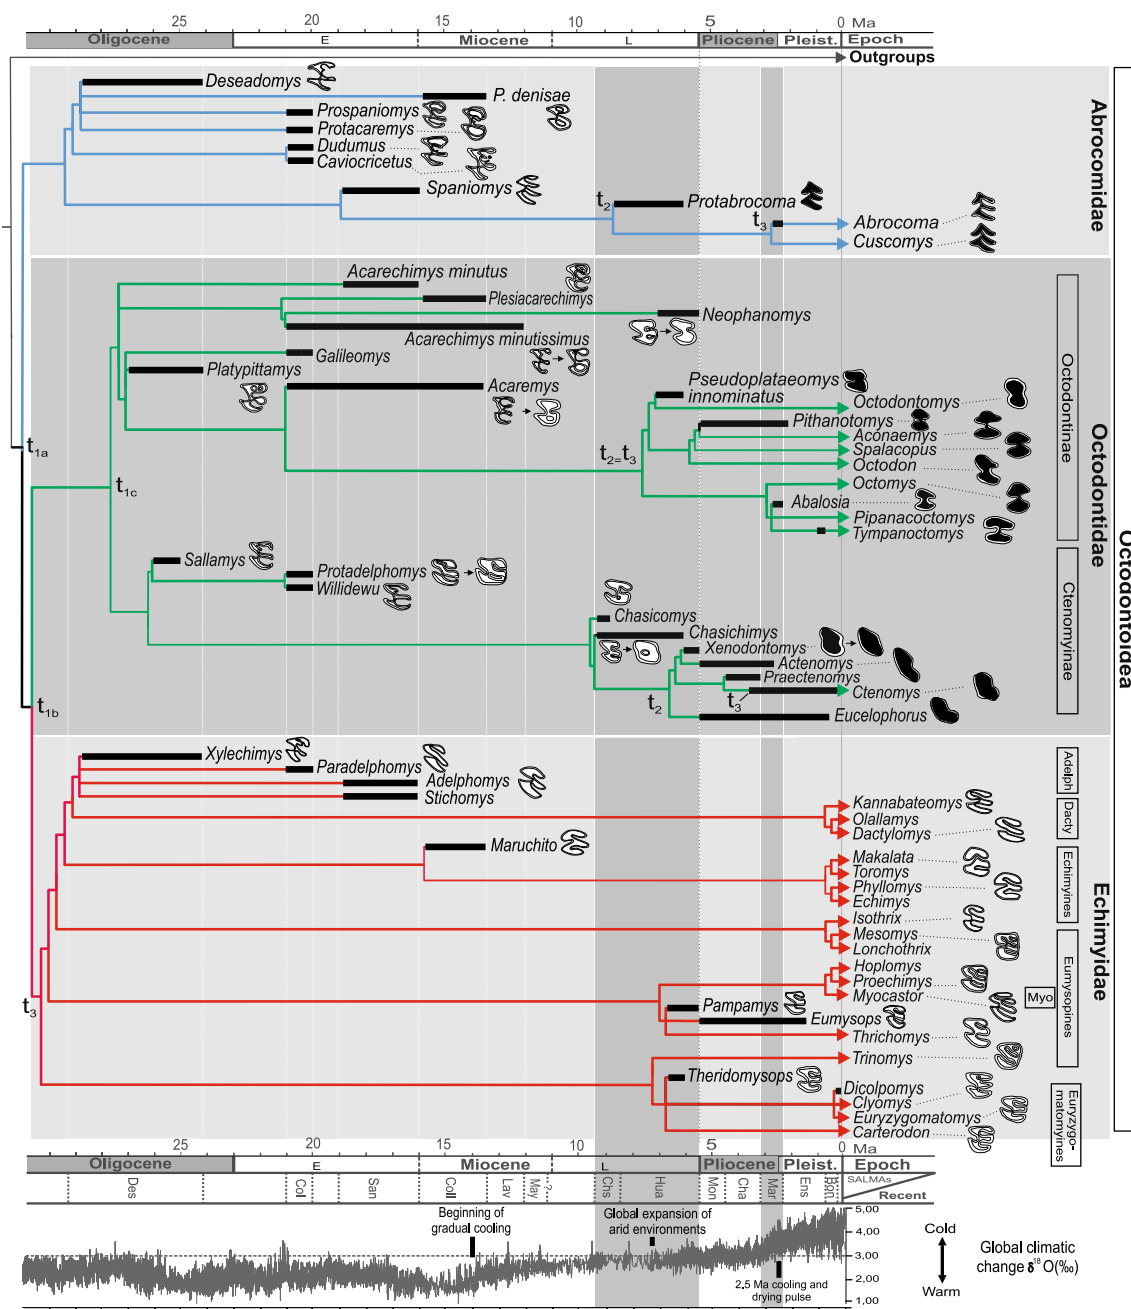 25 20 15 10 5 0 Ma
Oligocene E Miocene L Pliocene Pleist. Epoch
Outgroups
Deseadomys
P. denisae
Prospaniomys
Protacaremys
Dudumus
Caviocricetus
Spaniomys
t2 Protabrocoma
t3 Abrocoma
Cuscomys
Abrocomidae
Acarechimys minutus
Plesiacarechimys
Neophanomys
Acarechimys minutissimus
Galileomys
Platypittamys
Acaremys
Pseudoplataeomys
innominatus
Octodontomys
Pithanotomys
Aconaemys
t1a
t2=t3
Spalacopus
Octodon
t1c
Octomys
Abalosia
Pipanacoctomys
Tympanoctomys
Octodontinae
Octodontidae
Octodontoidea
Sallamys
Protadelphomys
Willidewu
Chasicomys
Chasichimys
Xenodontomys
Actenomys
Praectenomys
t3 Ctenomys
t2
t1b
Eucelophorus
Ctenomyinae
Xylechimys
Paradelphomys
Adelphomys
Stichomys
Adelph
Kannabateomys
Olallamys
Dactylomys
Dacty
Maruchito
Makalata
Toromys
Phyllomys
Echimys
Echimyines
Isothrix
Mesomys
Lonchothrix
Hoplomys
Proechimys
Myocastor
Myo
Pampamys
t3
Eumysops
Thrichomys
Eumysopines
Echimyidae
Trinomys
Theridomysops
Dicolpomys
Clyomys
Euryzygomatomys
Carterodon
Euryzygo-
matomyines
25 20 15 10 5 0 Ma
Oligocene E Miocene L Pliocene Pleist. Epoch
SALMAs
Des Col San Coll Lav May ? Chs Hua Mon Cha Mar Ens Bon
Recent
Beginning of
gradual cooling
Global expansion of
arid environments
2,5 Ma cooling and
drying pulse
5,00
4,00
3,00
2,00
1,00
Cold
Warm
Global climatic
change δ18 O(‰)